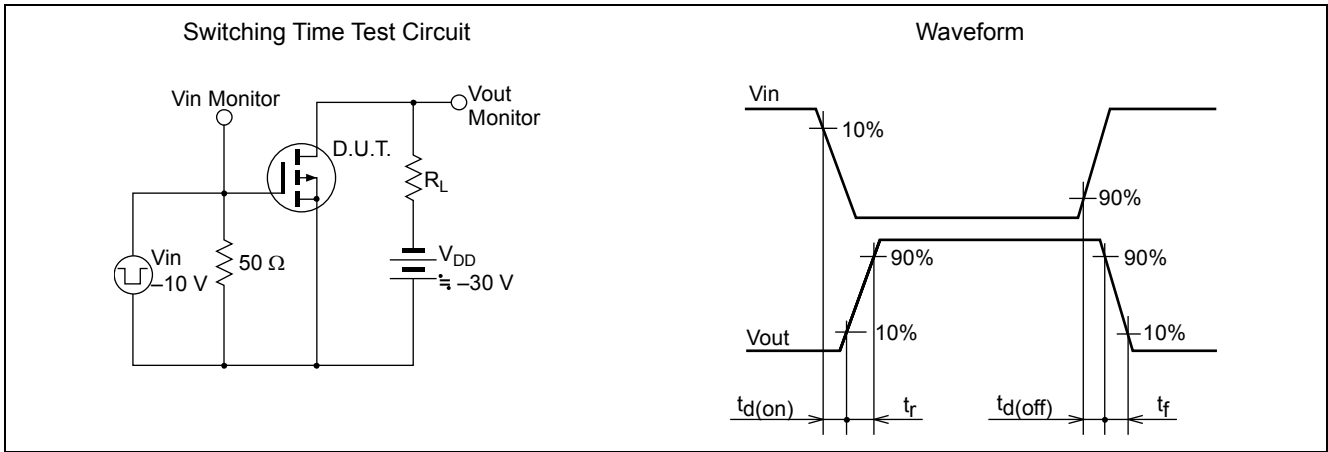 Switching Time Test Circuit
Vin Monitor
Vout
Monitor
D.U.T.
RL
Vin
–10 V
50 Ω
VDD
≒ –30 V
Waveform
Vin
10%
90%
90%
90%
Vout
10%
10%
td(on)
tr
td(off)
tf